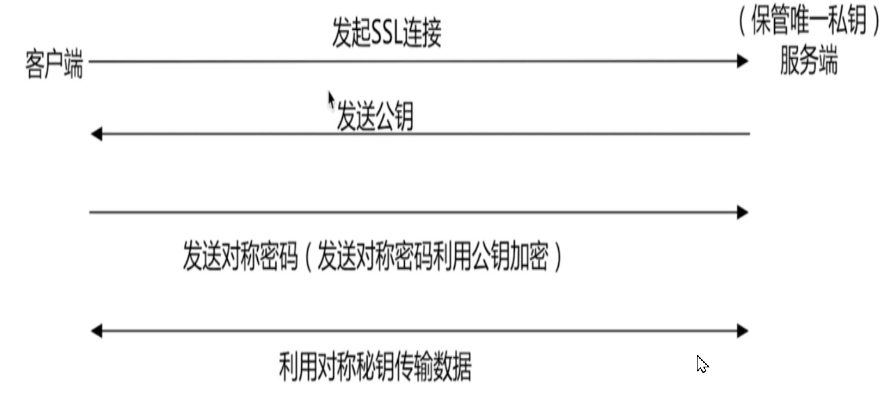 发起SSL连接
（保管唯一私钥）
客户端
服务端
发送公钥
发送对称密码（发送对称密码利用公钥加密）
利用对称秘钥传输数据